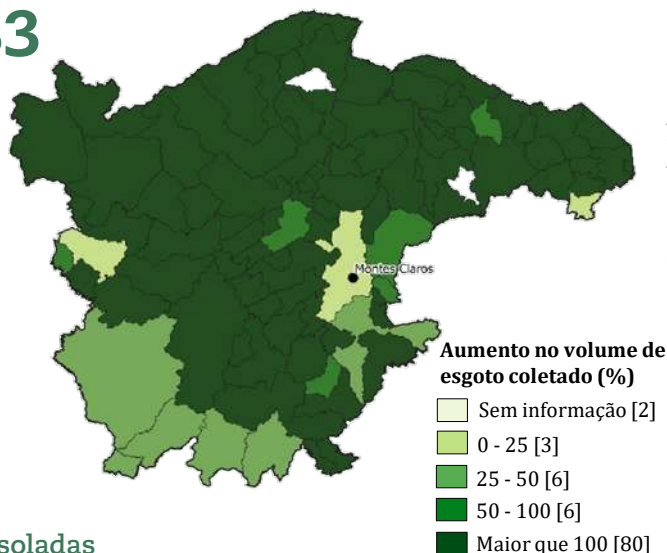 33
Montes Claros
Aumento no volume de
esgoto coletado (%)
Sem informação [2]
0 - 25 [3]
25 - 50 [6]
50 - 100 [6]
Maior que 100 [80]
soladas